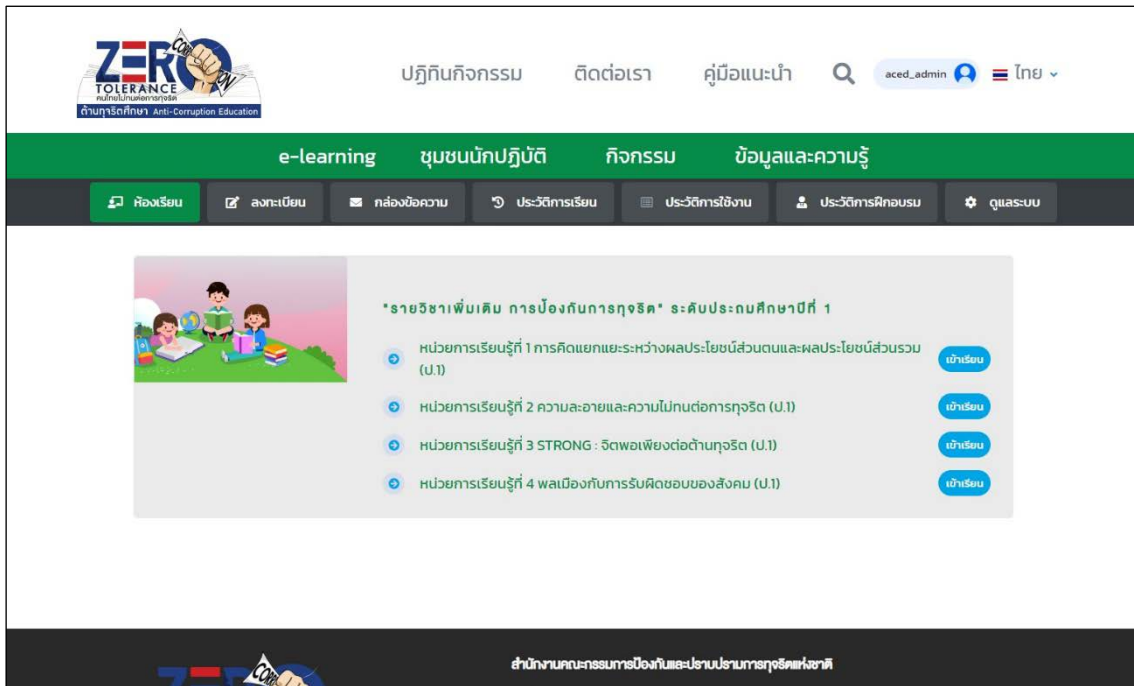 ZERO
CORRUPTION
TOLERANCE
คนไทยไม่ทนต่อการทุจริต
ต้านทุจริตศึกษา Anti-Corruption Education
ปฏิทินกิจกรรม
ติดต่อเรา
คู่มือแนะนำ
aced_admin
ไทย
e-learning
ชุมชนนักปฏิบัติ
กิจกรรม
ข้อมูลและความรู้
ห้องเรียน
ลงทะเบียน
กล่องข้อความ
ประวัติการเรียน
ประวัติการใช้งาน
ประวัติการฝึกอบรม
ดูแลระบบ
"รายวิชาเพิ่มเติม การป้องกันการทุจริต" ระดับประถมศึกษาปีที่ 1
หน่วยการเรียนรู้ที่ 1 การคิดแยกแยะระหว่างผลประโยชน์ส่วนตนและผลประโยชน์ส่วนรวม
(ป.1)
เข้าเรียน
หน่วยการเรียนรู้ที่ 2 ความละอายและความไม่ทนต่อการทุจริต (ป.1)
เข้าเรียน
หน่วยการเรียนรู้ที่ 3 STRONG : จิตพอเพียงต่อต้านทุจริต (ป.1)
เข้าเรียน
หน่วยการเรียนรู้ที่ 4 พลเมืองกับการรับผิดชอบของสังคม (ป.1)
เข้าเรียน
สำนักงานคณะกรรมการป้องกันและปราบปรามการทุจริตแห่งชาติ